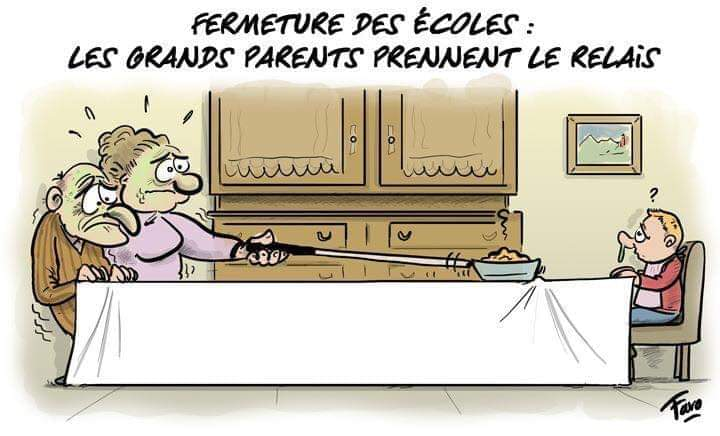 FERMETURE DES ÉCOLES :
LES GRANDS PARENTS PRENNENT LE RELAIS
?
Faro